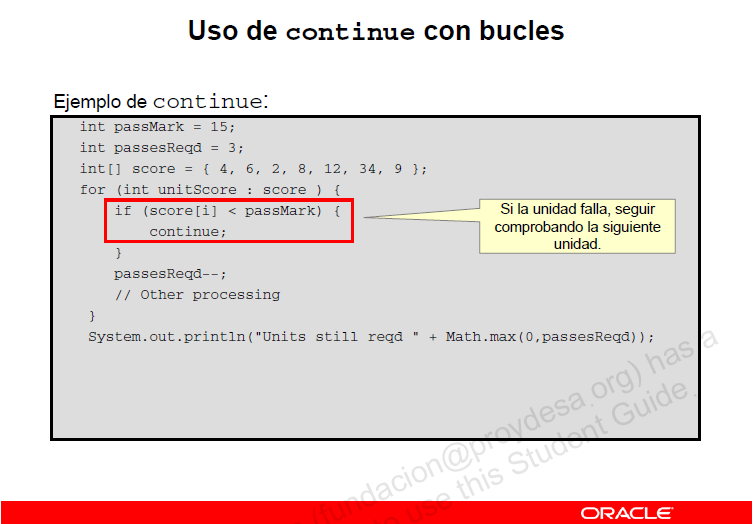 Uso de continue con bucles
Ejemplo de continue:
int passMark = 15;
int passesReqd = 3;
int[] score = { 4, 6, 2, 8, 12, 34, 9 };
for (int unitScore : score ) {
if (score[i] < passMark) {
continue;
}
passesReqd--;
// Other processing
}
System.out.println("Units still reqd " + Math.max(0,passesReqd));
Si la unidad falla, seguir
comprobando la siguiente
unidad.
(fundacion@proydesa.org) has a
use this Student Guide.
ORACLE